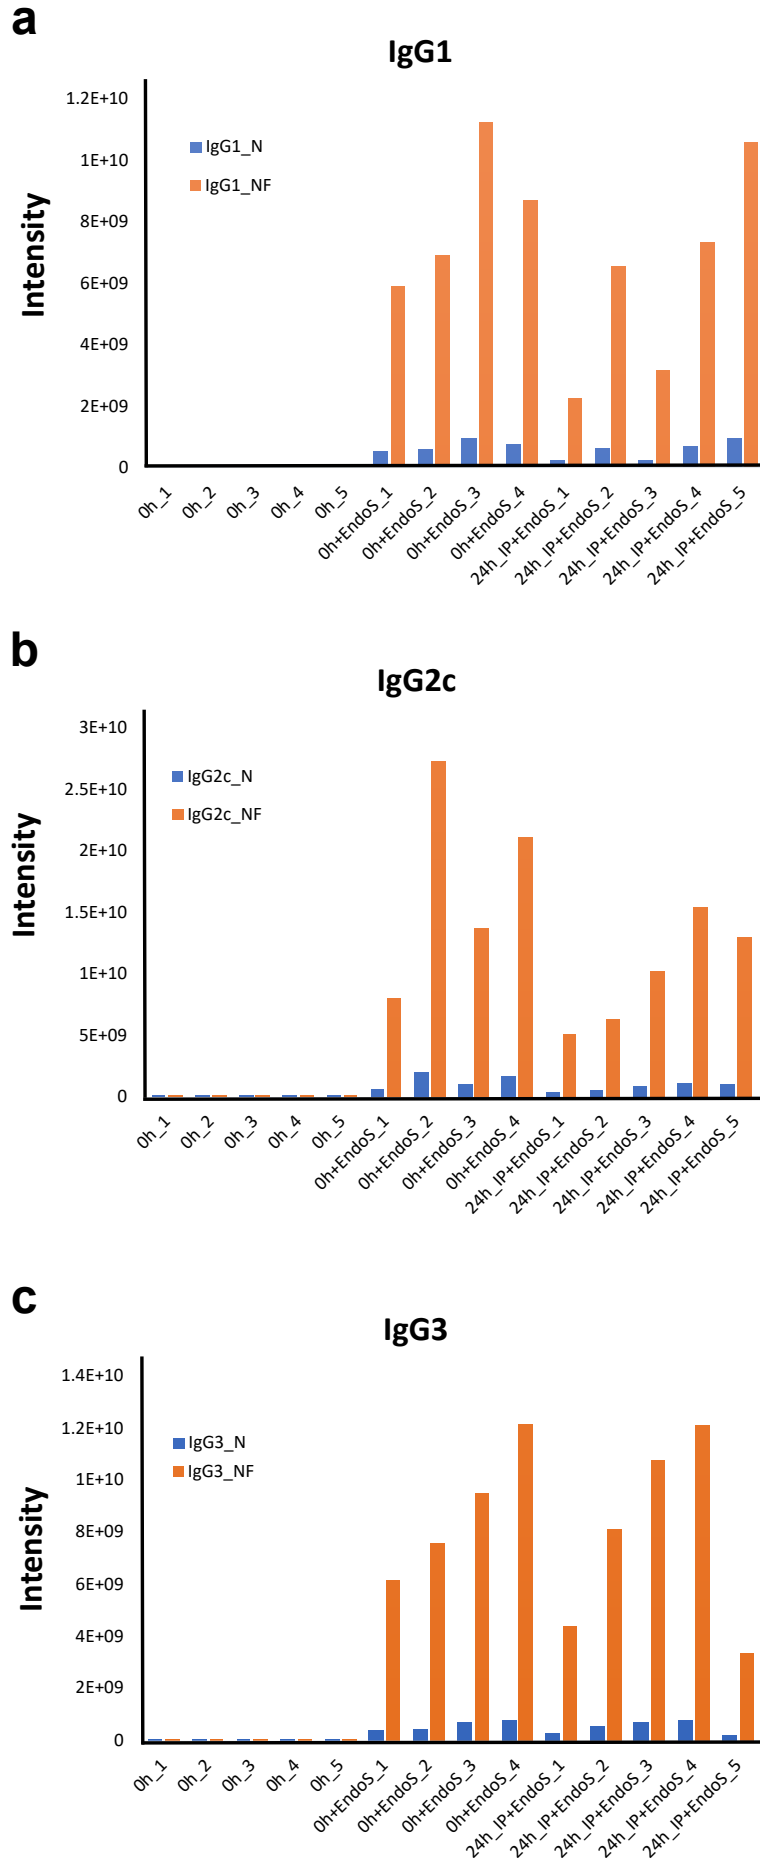 a
IgG1
Intensity
1.2E+10
1E+10
8E+09
6E+09
4E+09
2E+09
0
IgG1_N
IgG1_NF
0h_1
0h_2
0h_3
0h_4
0h_5
0h+EndoS_1
0h+EndoS_2
0h+EndoS_3
0h+EndoS_4
24h_IP+EndoS_1
24h_IP+EndoS_2
24h_IP+EndoS_3
24h_IP+EndoS_4
24h_IP+EndoS_5
b
IgG2c
Intensity
3E+10
2.5E+10
2E+10
1.5E+10
1E+10
5E+09
0
IgG2c_N
IgG2c_NF
0h_1
0h_2
0h_3
0h_4
0h_5
0h+EndoS_1
0h+EndoS_2
0h+EndoS_3
0h+EndoS_4
24h_IP+EndoS_1
24h_IP+EndoS_2
24h_IP+EndoS_3
24h_IP+EndoS_4
24h_IP+EndoS_5
c
IgG3
Intensity
1.4E+10
1.2E+10
1E+10
8E+09
6E+09
4E+09
2E+09
0
IgG3_N
IgG3_NF
0h_1
0h_2
0h_3
0h_4
0h_5
0h+EndoS_1
0h+EndoS_2
0h+EndoS_3
0h+EndoS_4
24h_IP+EndoS_1
24h_IP+EndoS_2
24h_IP+EndoS_3
24h_IP+EndoS_4
24h_IP+EndoS_5